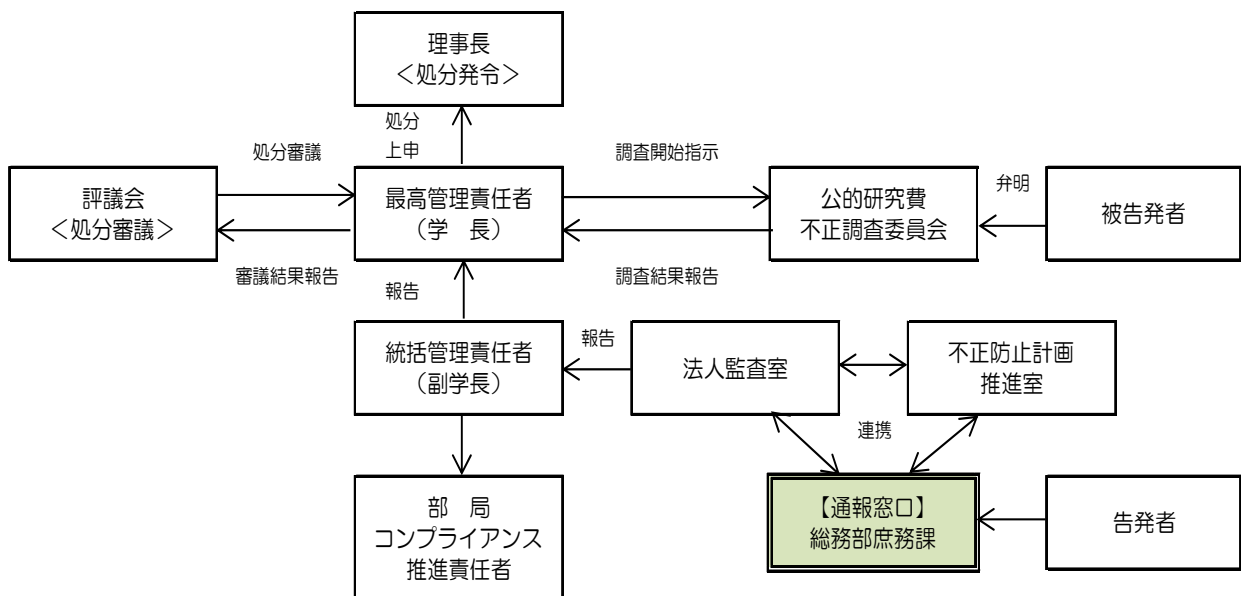 理事長
＜処分発令＞
処分
上申
処分審議
調査開始指示
評議会
＜処分審議＞
最高管理責任者
（学　長）
公的研究費
不正調査委員会
弁明
被告発者
審議結果報告
報告
調査結果報告
統括管理責任者
（副学長）
報告
法人監査室
不正防止計画
推進室
連携
部　局
コンプライアンス
推進責任者
【通報窓口】
総務部庶務課
告発者